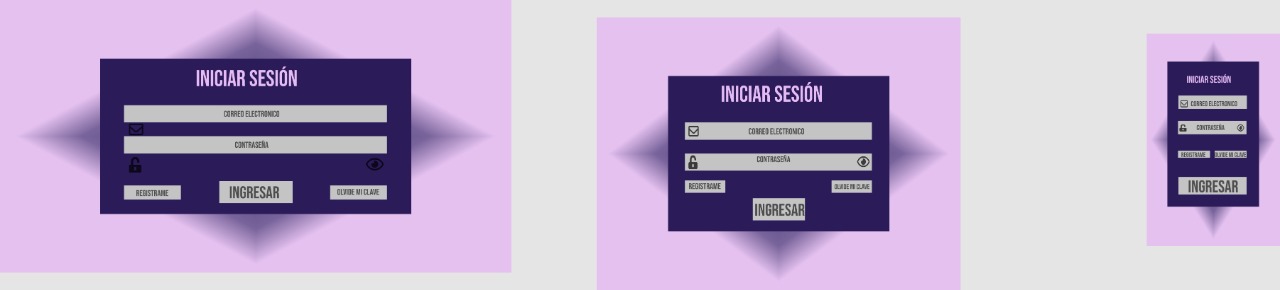 INICIAR SESIÓN
CORREO ELECTRONICO
CONTRASEÑA
REGISTRAME
INGRESAR
OLVIDE MI CLAVE
INICIAR SESIÓN
CORREO ELECTRONICO
CONTRASEÑA
REGISTRAME
OLVIDE MI CLAVE
INGRESAR
INICIAR SESIÓN
CORREO ELECTRONICO
CONTRASEÑA
REGISTRAME
OLVIDE MI CLAVE
INGRESAR